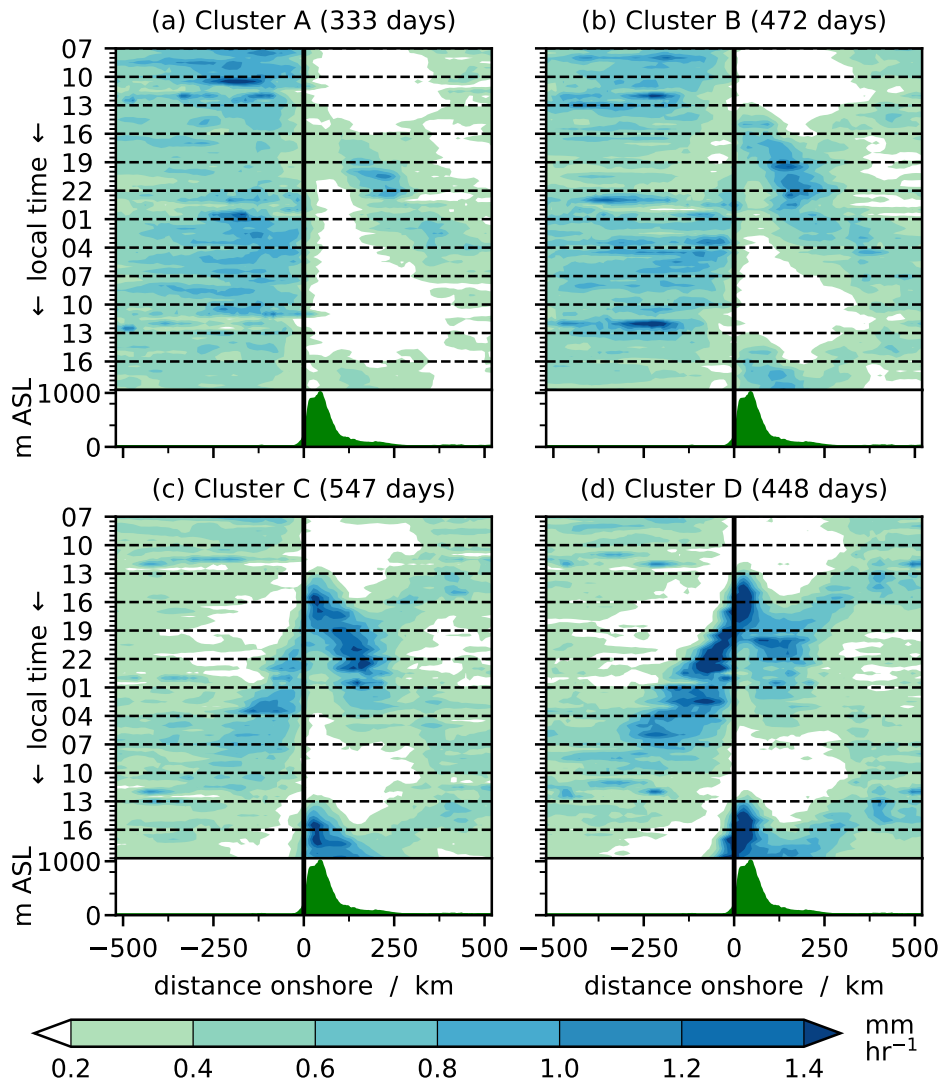 (a) Cluster A (333 days)
(b) Cluster B (472 days)
07
10
13
16
19
22
01
04
07
10
13
16
← local time ←
1000
0
m ASL
(c) Cluster C (547 days)
(d) Cluster D (448 days)
07
10
13
16
19
22
01
04
07
10
13
16
← local time ←
1000
0
m ASL
−500 −250 0 250 500
−500 −250 0 250 500
distance onshore / km
distance onshore / km
0.2 0.4 0.6 0.8 1.0 1.2 1.4
mm
hr−1